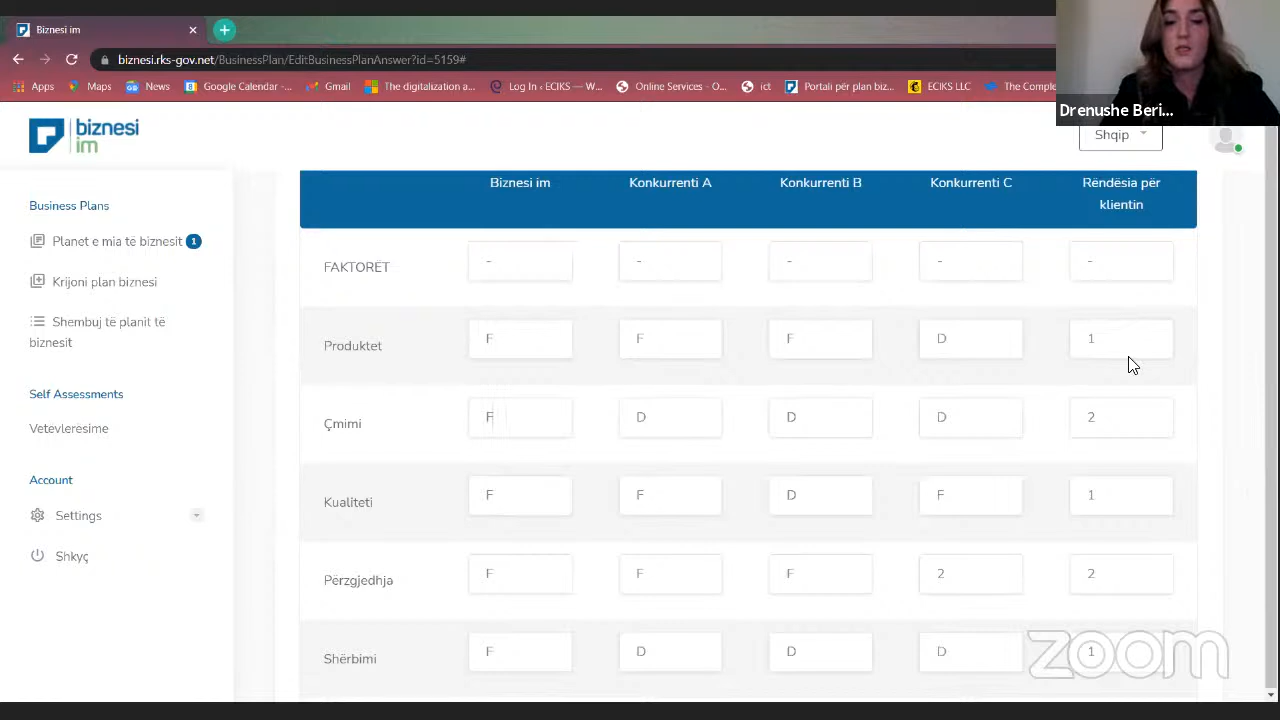 Biznesi im
biznesi.rks-gov.net/BusinessPlan/EditBusinessPlanAnswer?id=5159#
Apps Maps News Google Calendar -... Gmail The digitalization a... Log In ‹ ECIKS — W... Online Services - O... ict Portali për plan biz... ECIKS LLC The Comple
Drenushe Beri...
biznesi
im
Shqip
Business Plans
Planet e mia të biznesit 1
Krijoni plan biznesi
Shembuj të planit të
biznesit
Self Assessments
Vetëvlerësime
Account
Settings
Shkyç
Biznesi im Konkurrenti A Konkurrenti B Konkurrenti C Rëndësia për
klientin
FAKTORËT - - - - -
Produktet F F F D 1
Çmimi F D D D 2
Kualiteti F F D F 1
Përzgjedhja F F F 2 2
Shërbimi F D D D 1
zoom